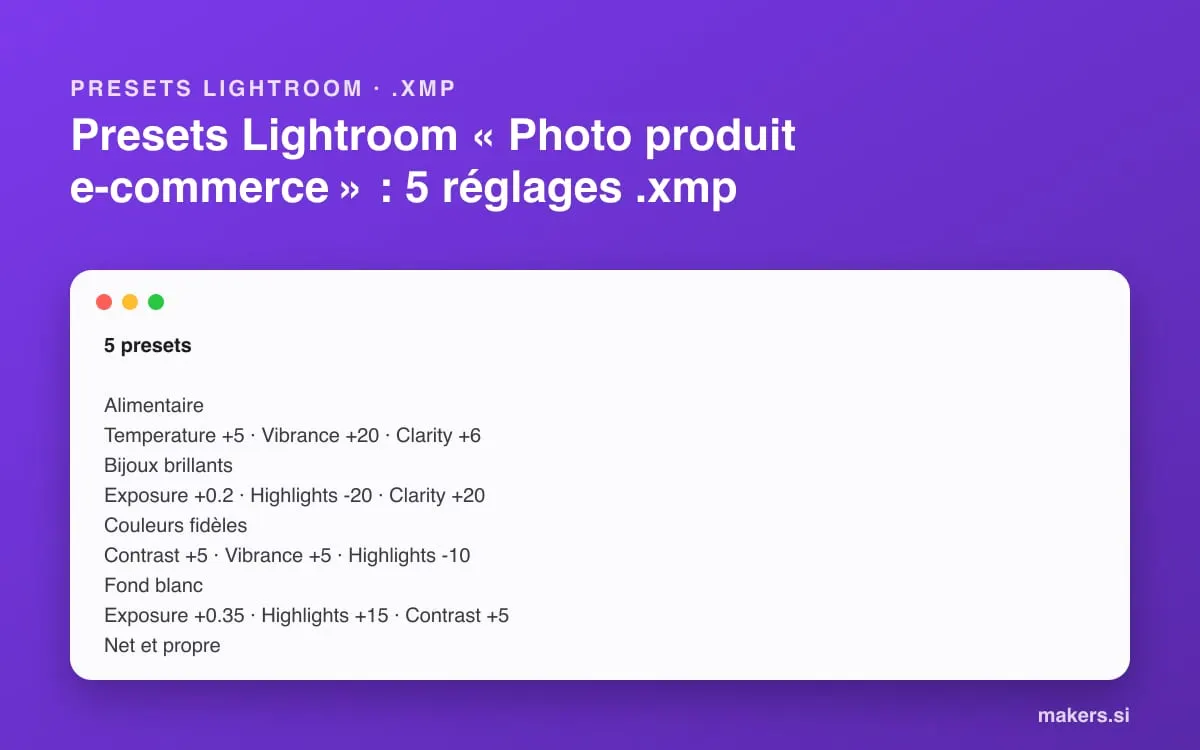 PRESETS LIGHTROOM · .XMP
Presets Lightroom « Photo produit
e-commerce » : 5 réglages .xmp
5 presets
Alimentaire
Temperature +5 · Vibrance +20 · Clarity +6
Bijoux brillants
Exposure +0.2 · Highlights -20 · Clarity +20
Couleurs fidèles
Contrast +5 · Vibrance +5 · Highlights -10
Fond blanc
Exposure +0.35 · Highlights +15 · Contrast +5
Net et propre
makers.si